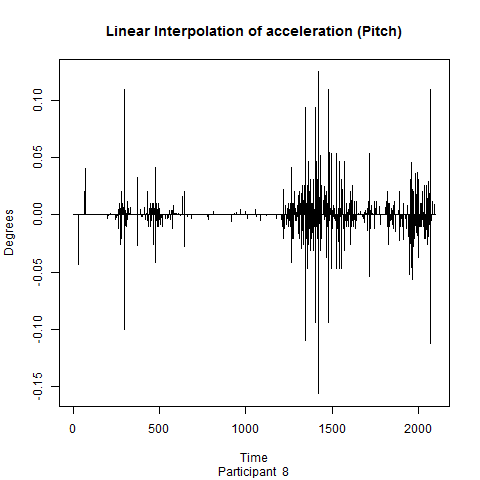 Linear Interpolation of acceleration (Pitch)
Degrees
0.10
0.05
0.00
-0.05
-0.10
-0.15
0 500 1000 1500 2000
Time
Participant 8